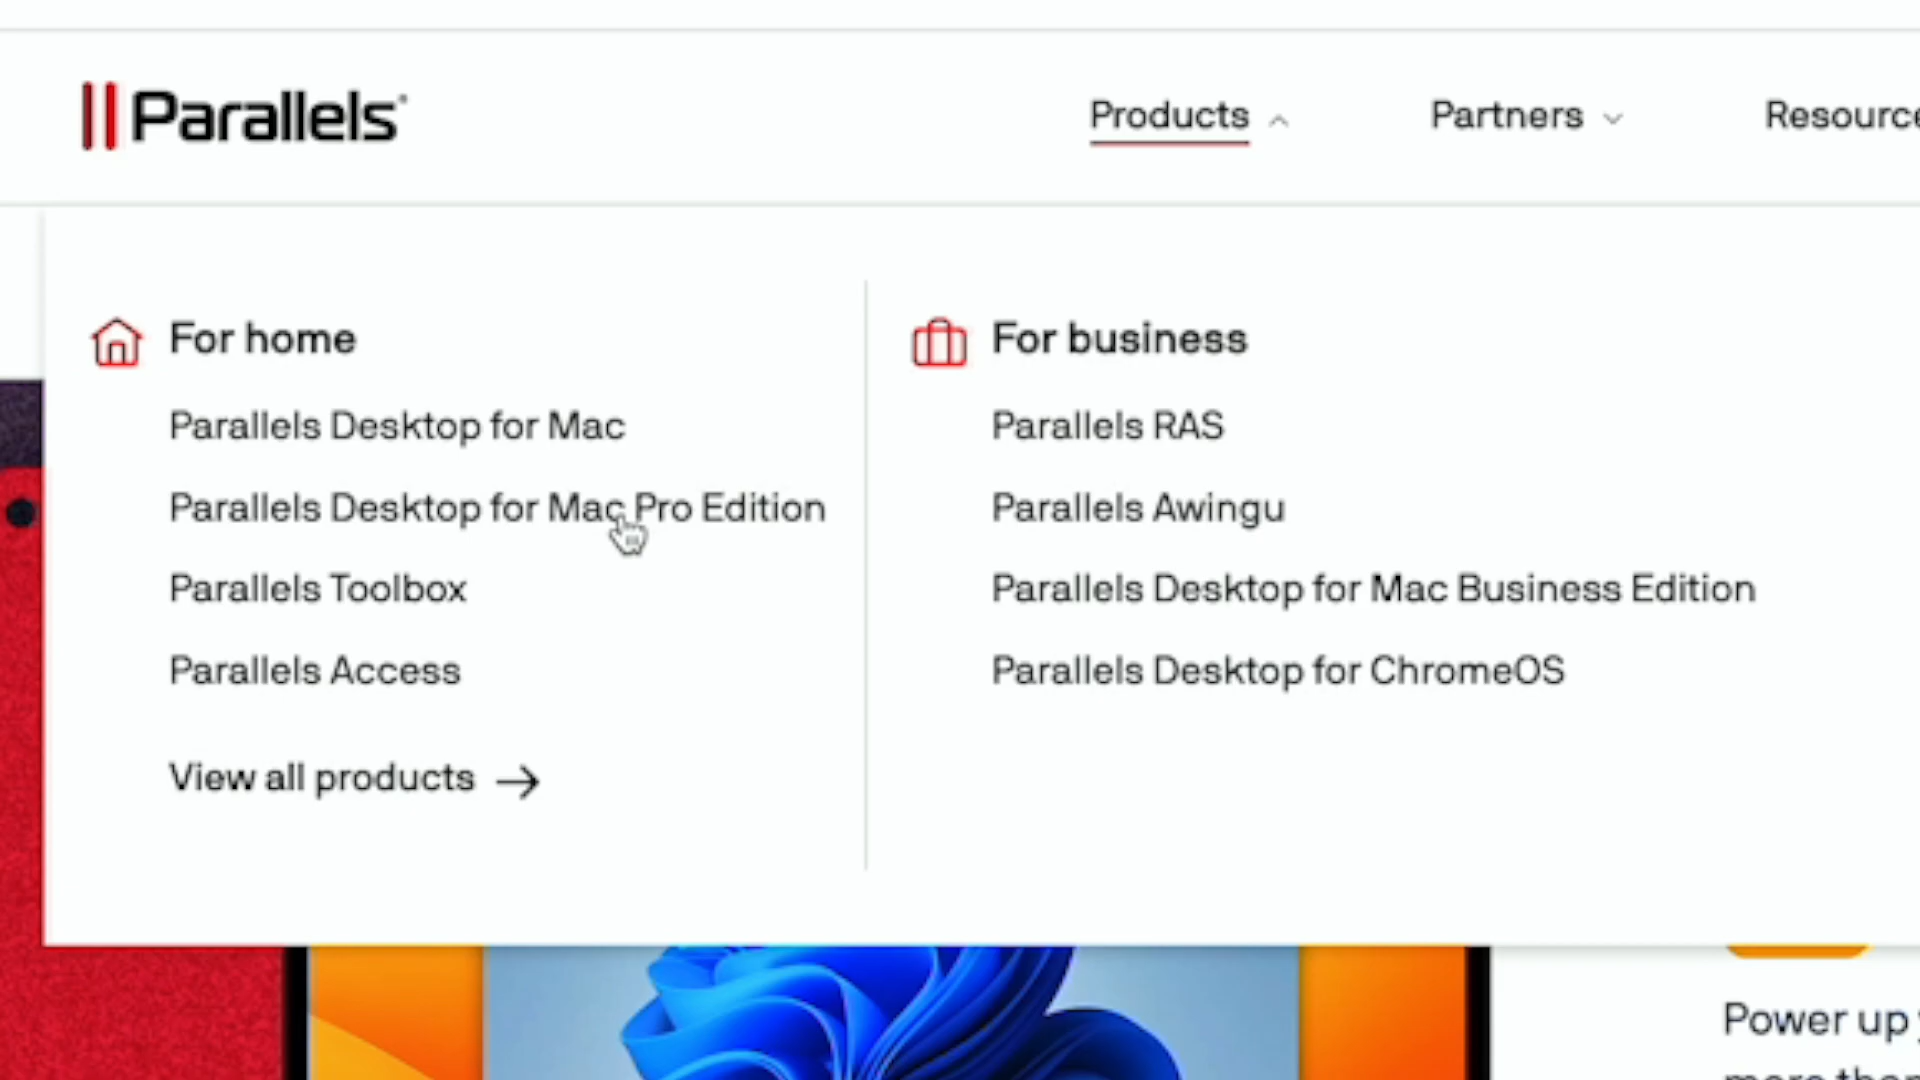 Parallels
Products
Partners
For home
Parallels Desktop for Mac
Parallels Desktop for Mac Pro Edition
Parallels Toolbox
Parallels Access
View all products
For business
Parallels RAS
Parallels Awingu
Parallels Desktop for Mac Business Edition
Parallels Desktop for ChromeOS
Power up